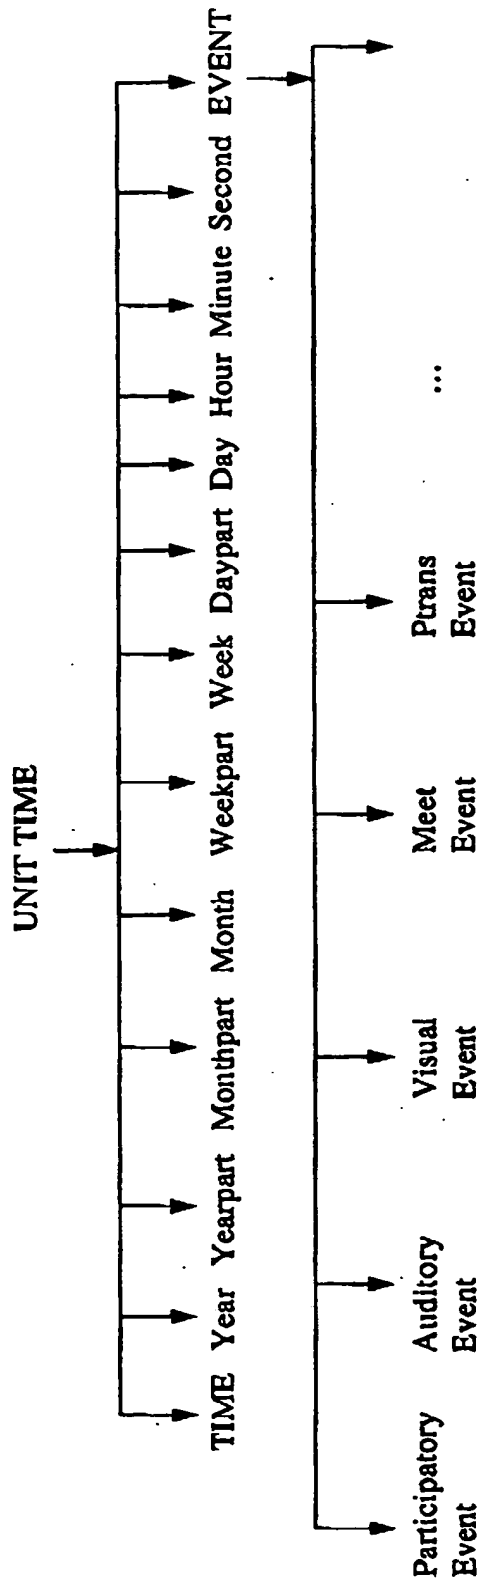 UNIT TIME
TIME Year Yearpart Monthpart Month Weekpart Week Daypart Day Hour Minute Second EVENT
Participatory Event
Auditory Event
Visual Event
Meet Event
Ptrans Event
...